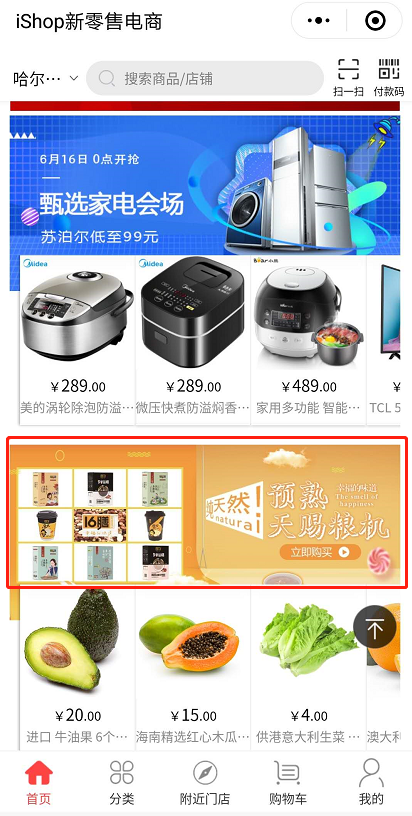 iShop新零售电商
哈尔…
搜索商品/店铺
扫一扫
付款码
6月16日 0点开抢
甄选家电会场
苏泊尔低至99元
Midea
Midea
Bear小熊
¥289.00
¥289.00
¥489.00
美的涡轮除泡防溢…
微压快煮防溢焖香…
家用多功能 智能…
TCL 5
天然!
natural
16膳
幸福的味道
The smell of
happiness
预熟
天赐粮机
立即购买
¥20.00
¥15.00
¥4.00
进口 牛油果 6个…
海南精选红心木瓜…
供港意大利生菜 …
澳大利
首页
分类
附近门店
购物车
我的